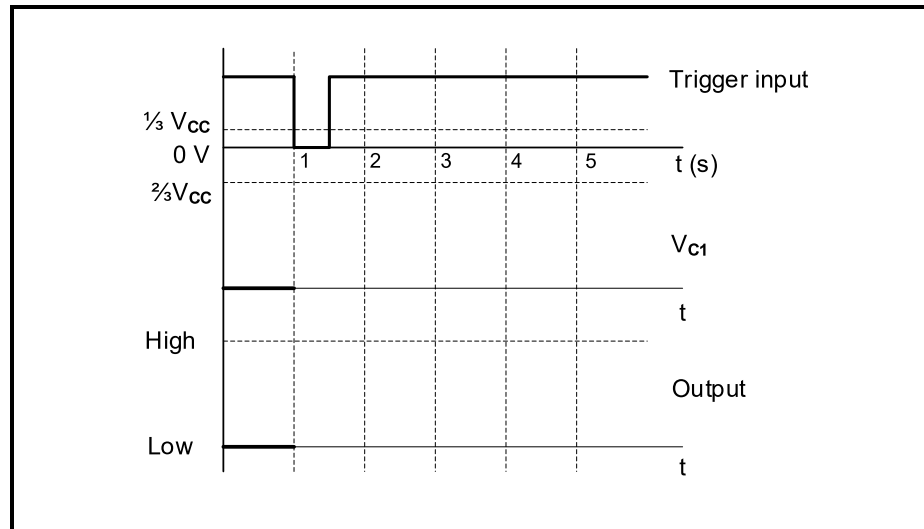 Trigger input
⅓ VCC
0 V
1 2 3 4 5 t (s)
⅔VCC
VC1
t
High
Output
Low
t